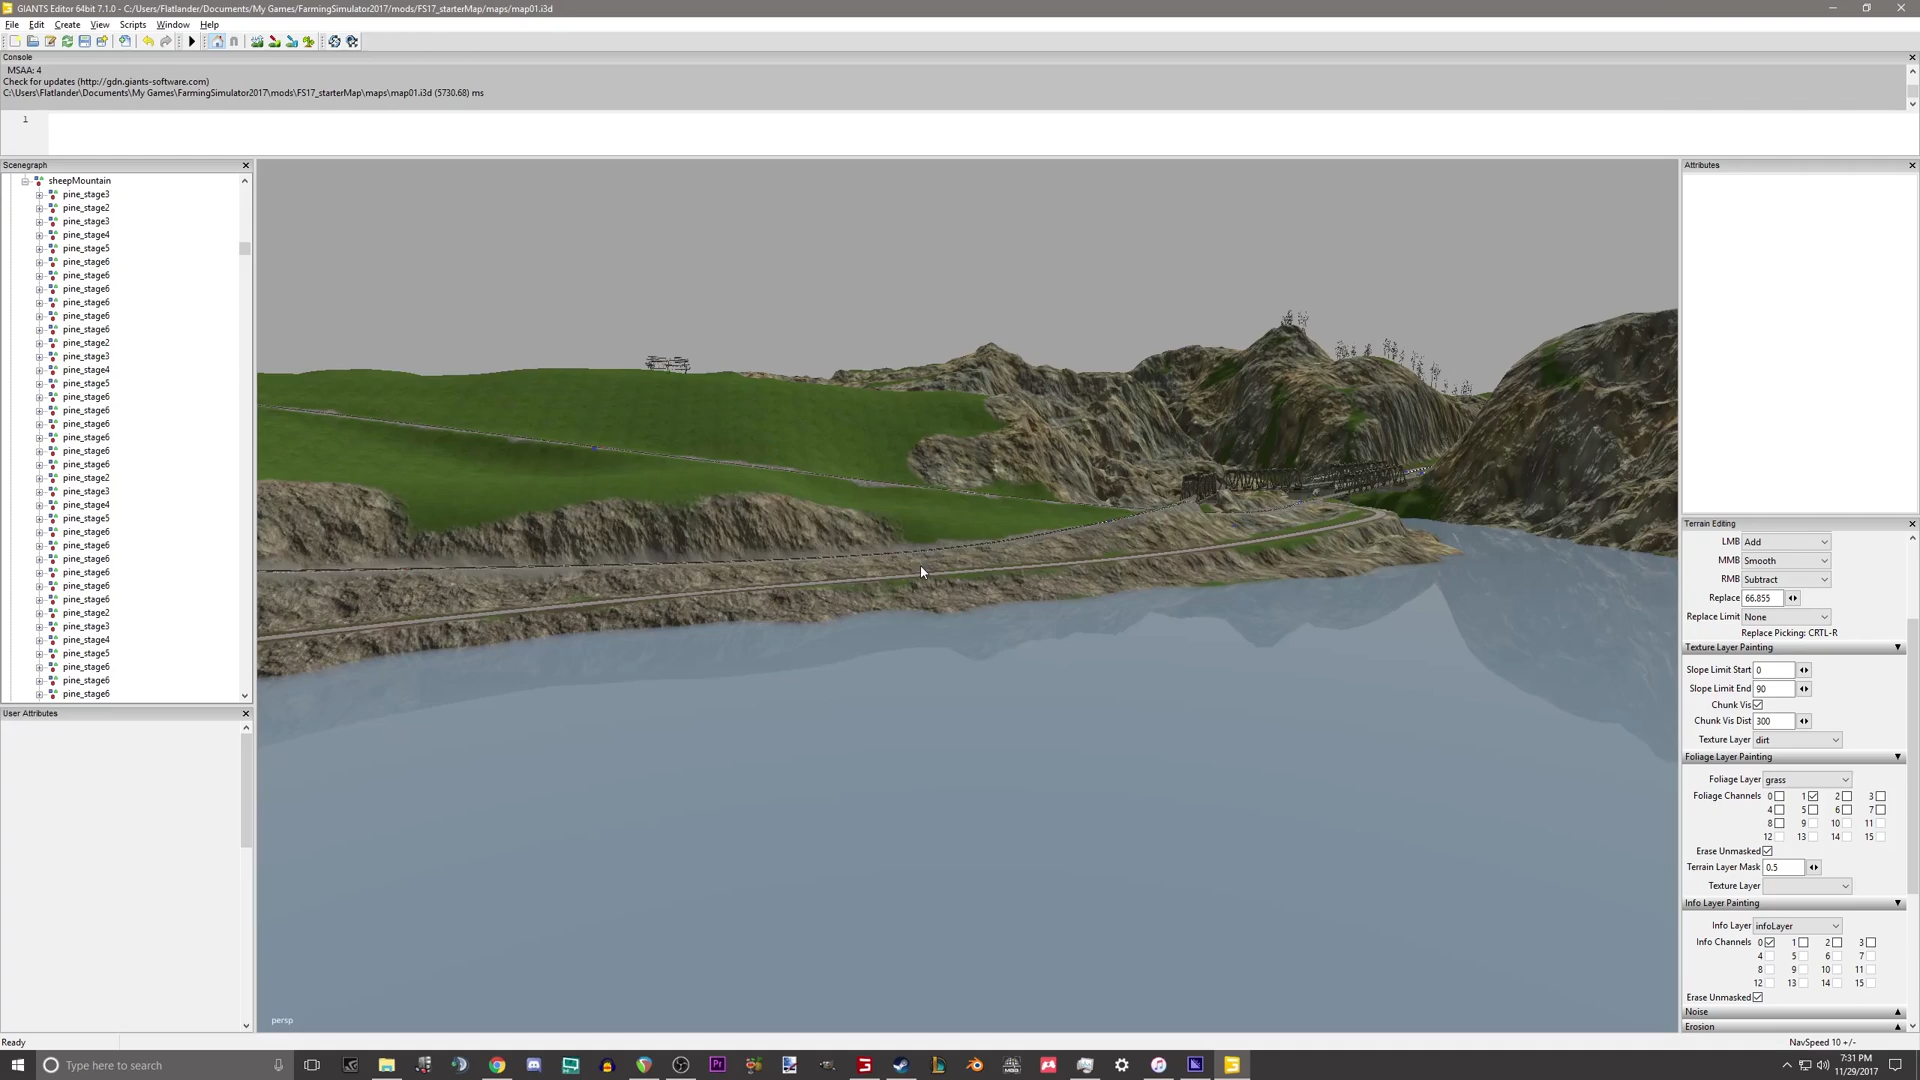 GIANTS Editor 64bit 7.1.0 - C:/Users/Flatlander/Documents/My Games/FarmingSimulator2017/mods/FS17_starterMap/maps/map01.i3d
File Edit Create View Scripts Window Help
Console
MSAA: 4
Check for updates (http://gdn.giants-software.com)
C:\Users\Flatlander\Documents\My Games\FarmingSimulator2017\mods\FS17_starterMap\maps\map01.i3d (5730.68) ms
1
Scenegraph
sheepMountain
pine_stage3
pine_stage2
pine_stage3
pine_stage4
pine_stage5
pine_stage6
pine_stage6
pine_stage6
pine_stage6
pine_stage6
pine_stage6
pine_stage2
pine_stage3
pine_stage4
pine_stage5
pine_stage6
pine_stage6
pine_stage6
pine_stage6
pine_stage6
pine_stage6
pine_stage2
pine_stage3
pine_stage4
pine_stage5
pine_stage6
pine_stage6
pine_stage6
pine_stage6
pine_stage6
pine_stage6
pine_stage2
pine_stage3
pine_stage4
pine_stage5
pine_stage6
pine_stage6
pine_stage6
User Attributes
persp
Attributes
Terrain Editing
LMB Add
MMB Smooth
RMB Subtract
Replace 66.855
Replace Limit None
Replace Picking: CRTL-R
Texture Layer Painting
Slope Limit Start 0
Slope Limit End 90
Chunk Vis
Chunk Vis Dist 300
Texture Layer dirt
Foliage Layer Painting
Foliage Layer grass
Foliage Channels 0 1 2 3
4 5 6 7
8 9 10 11
12 13 14 15
Erase Unmasked
Terrain Layer Mask 0.5
Texture Layer
Info Layer Painting
Info Layer infoLayer
Info Channels 0 1 2 3
4 5 6 7
8 9 10 11
12 13 14 15
Erase Unmasked
Noise
Erosion
Ready
NavSpeed 10 +/-
Type here to search
7:31 PM
11/29/2017